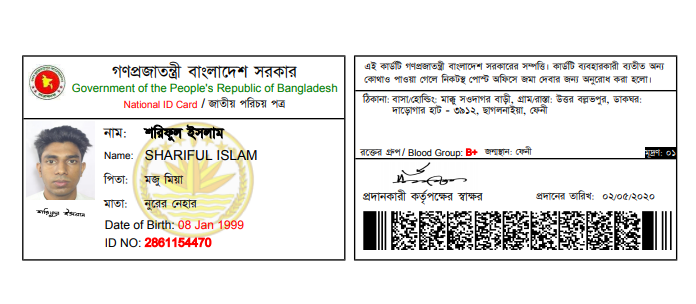 গণপ্রজাতন্ত্রী বাংলাদেশ সরকার
Government of the People's Republic of Bangladesh
National ID Card / জাতীয় পরিচয় পত্র
নাম: শরিফুল ইসলাম
Name: SHARIFUL ISLAM
পিতা: মজু মিয়া
মাতা: নুরের নেহার
Date of Birth: 08 Jan 1999
ID NO: 2861154470
শরিফুল ইসলাম
এই কার্ডটি গণপ্রজাতন্ত্রী বাংলাদেশ সরকারের সম্পত্তি। কার্ডটি ব্যবহারকারী ব্যতীত অন্য
কোথাও পাওয়া গেলে নিকটস্থ পোস্ট অফিসে জমা দেবার জন্য অনুরোধ করা হলো।
ঠিকানা: বাসা/হোল্ডিং: মাক্কু সওদাগর বাড়ী, গ্রাম/রাস্তা: উত্তর বল্লভপুর, ডাকঘর:
দাড়োগার হাট - ৩৯১২, ছাগলনাইয়া, ফেনী
রক্তের গ্রুপ / Blood Group: B+ জন্মস্থান: ফেনী
মুদ্রণ: ০১
প্রদানকারী কর্তৃপক্ষের স্বাক্ষর
প্রদানের তারিখ: ০২/০৫/২০২০